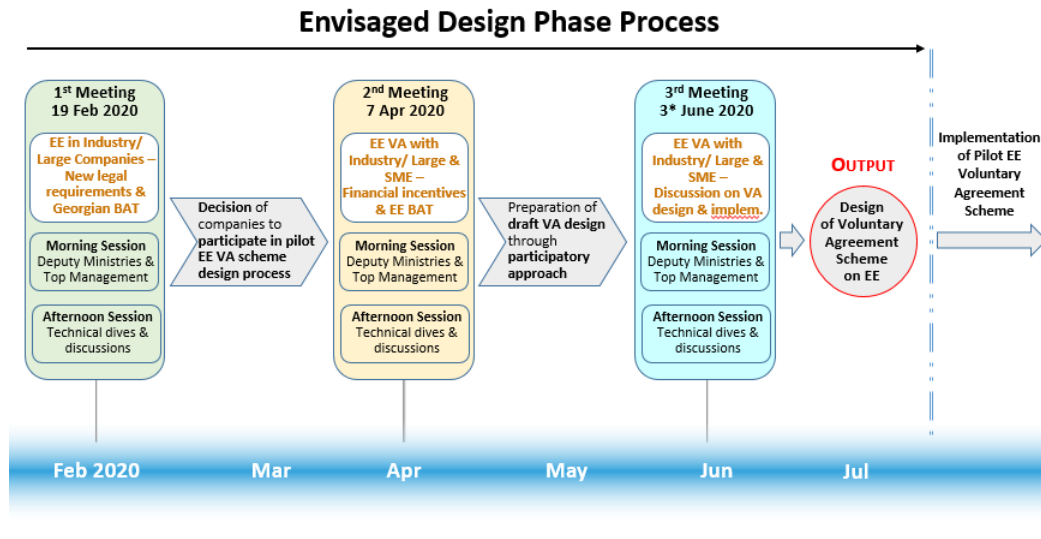 Envisaged Design Phase Process
1st Meeting
19 Feb 2020
EE in Industry/
Large Companies –
New legal
requirements &
Georgian BAT
Morning Session
Deputy Ministries &
Top Management
Afternoon Session
Technical dives &
discussions
Decision of
companies to
participate in pilot
EE VA scheme
design process
2nd Meeting
7 Apr 2020
EE VA with
Industry/ Large &
SME –
Financial incentives
& EE BAT
Morning Session
Deputy Ministries &
Top Management
Afternoon Session
Technical dives &
discussions
Preparation of
draft VA design
through
participatory
approach
3rd Meeting
3* June 2020
EE VA with
Industry/ Large &
SME –
Discussion on VA
design & implem.
Morning Session
Deputy Ministries &
Top Management
Afternoon Session
Technical dives &
discussions
OUTPUT
Design
of Voluntary
Agreement
Scheme
on EE
Implementation
of Pilot EE
Voluntary
Agreement
Scheme
Feb 2020
Mar
Apr
May
Jun
Jul